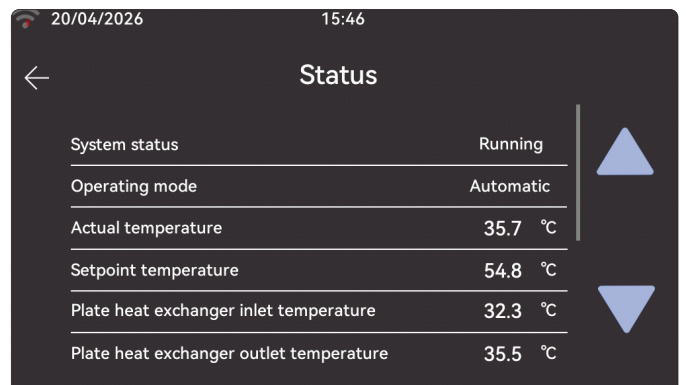 20/04/2026 15:46
Status
System status Running
Operating mode Automatic
Actual temperature 35.7 °C
Setpoint temperature 54.8 °C
Plate heat exchanger inlet temperature 32.3 °C
Plate heat exchanger outlet temperature 35.5 °C